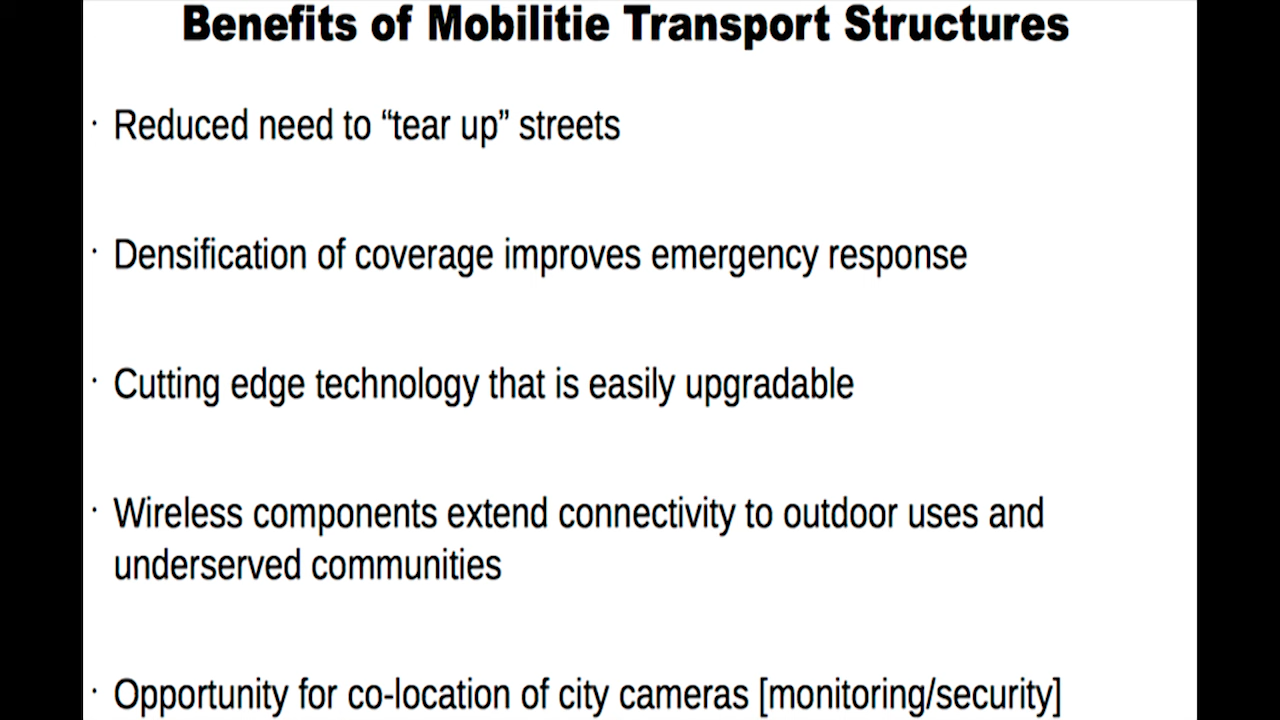 Benefits of Mobilitie Transport Structures
· Reduced need to “tear up” streets
· Densification of coverage improves emergency response
· Cutting edge technology that is easily upgradable
· Wireless components extend connectivity to outdoor uses and
underserved communities
· Opportunity for co-location of city cameras [monitoring/security]